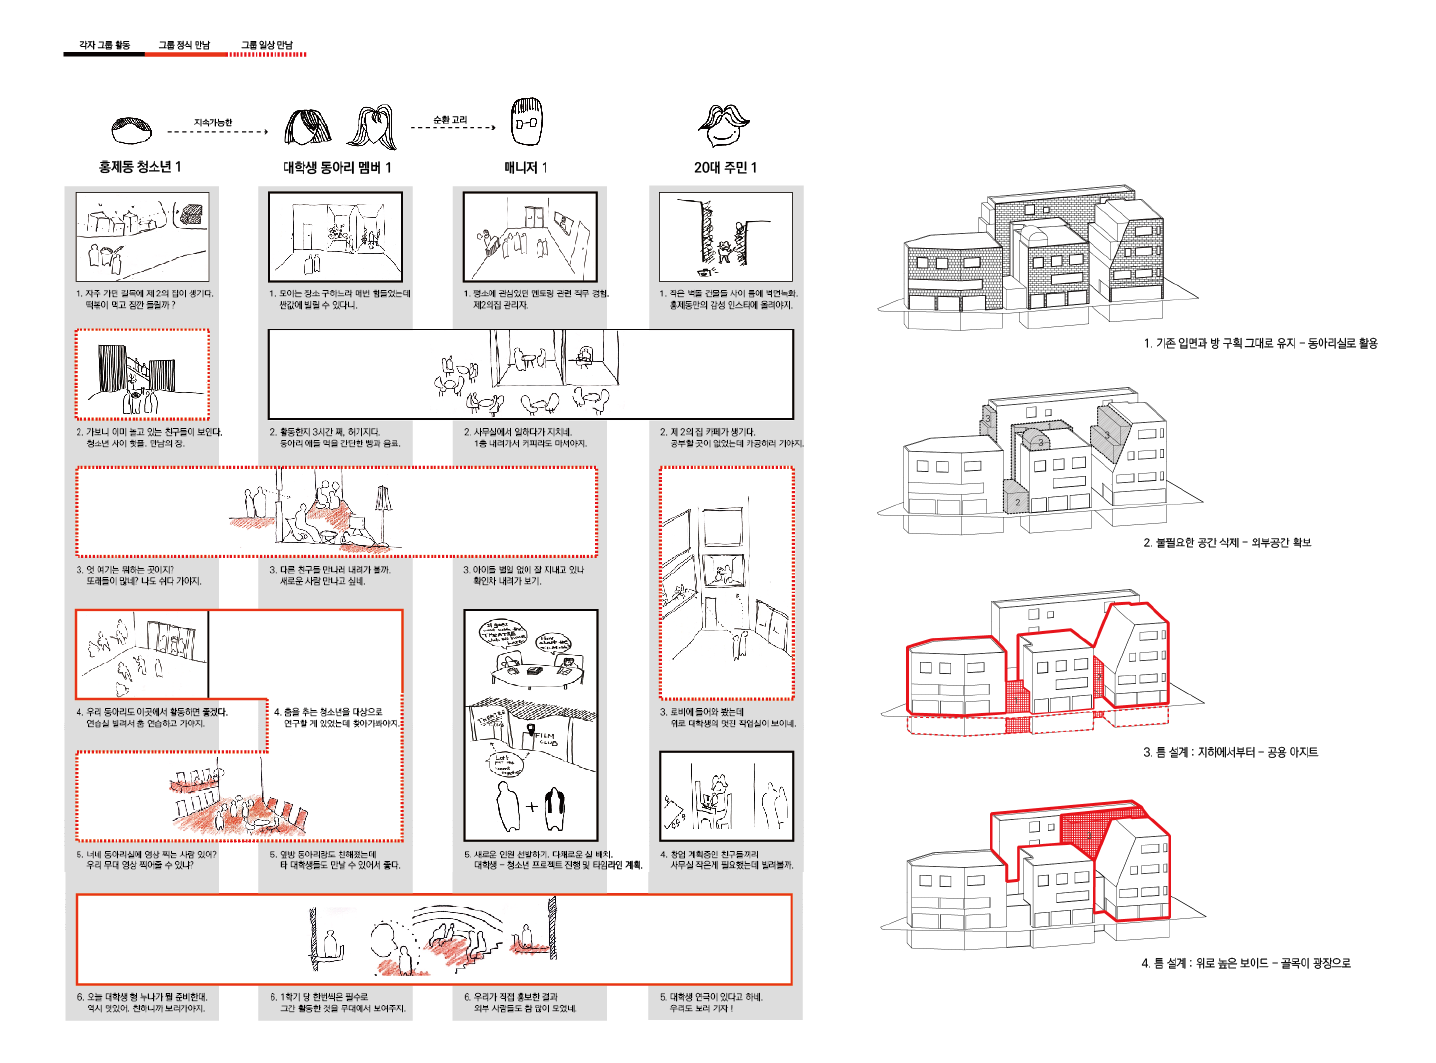 각자 그룹 활동
그룹 정식 만남
그룹 일상 만남
지속가능한
순환 고리
홍제동 청소년 1
대학생 동아리 멤버 1
매니저 1
20대 주민 1
1. 자주 가던 길목에 제 2의 집이 생기다.
떡볶이 먹고 잠깐 들릴까 ?
1. 모이는 장소 구하느라 매번 힘들었는데
싼값에 빌릴 수 있다니.
1. 평소에 관심있던 멘토링 관련 직무 경험.
제2의집 관리자.
1. 작은 벽돌 건물들 사이 틈에 벽면녹화.
홍제동만의 감성 인스타에 올려야지.
2. 가보니 이미 놀고 있는 친구들이 보인다.
청소년 사이 핫플. 만남의 장.
2. 활동한지 3시간 째, 허기지다.
동아리 애들 먹을 간단한 빵과 음료.
2. 사무실에서 일하다가 지치네.
1층 내려가서 커피라도 마셔야지.
2. 제 2의 집 카페가 생기다.
공부할 곳이 없었는데 가끔하러 가야지.
3. 엇 여기는 뭐하는 곳이지?
또래들이 많네? 나도 쉬다 가야지.
3. 다른 친구들 만나러 내려가 볼까.
새로운 사람 만나고 싶네.
3. 아이들 별일 없이 잘 지내고 있나
확인차 내려가 보기.
4. 우리 동아리도 이곳에서 활동하면 좋겠다.
연습실 빌려서 춤 연습하고 가야지.
4. 춤을 추는 청소년을 대상으로
연구할 게 있었는데 찾아가봐야지.
FILM
CLUB
3. 로비에 들어와 봤는데
위로 대학생의 멋진 작업실이 보이네.
5. 너네 동아리실에 영상 찍는 사람 있어?
우리 무대 영상 찍어줄 수 있나?
5. 옆방 동아리랑도 친해졌는데
타 대학생들도 만날 수 있어서 좋다.
5. 새로운 인원 선발하기. 다채로운 실 배치.
대학생 - 청소년 프로젝트 진행 및 타임라인 계획.
4. 창업 계획중인 친구들끼리
사무실 작은게 필요했는데 빌려볼까.
6. 오늘 대학생 형 누나가 뭘 준비한대.
역시 멋있어. 친하니까 보러가야지.
6. 1학기 당 한번씩은 필수로
그간 활동한 것을 무대에서 보여주지.
6. 우리가 직접 홍보한 결과
외부 사람들도 참 많이 모였네.
5. 대학생 연극이 있다고 하네.
우리도 보러 가자 !
1. 기존 입면과 방 구획 그대로 유지 - 동아리실로 활용
3
3
3
2
2. 불필요한 공간 삭제 - 외부공간 확보
3. 틈 설계 : 지하에서부터 - 공용 아지트
4. 틈 설계 : 위로 높은 보이드 - 골목이 광장으로